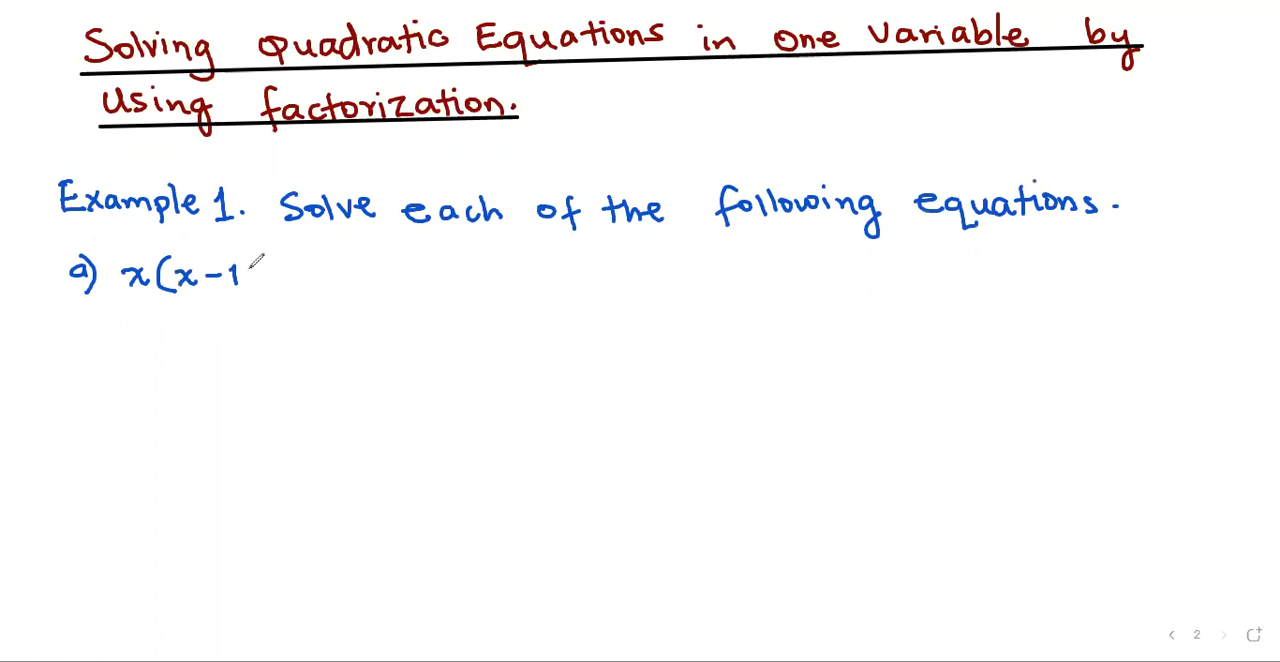 Solving Quadratic Equations in One Variable by
Using factorization.
Example 1. Solve each of the following equations.
a) x(x-1
2